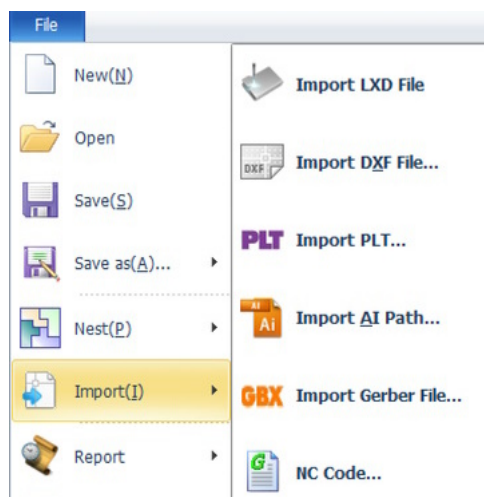 File
New(N)
Open
Save(S)
Save as(A)...
Nest(P)
Import(I)
Report
Import LXD File
DXF
Import DXF File...
PLT
Import PLT...
AI
Ai
Import AI Path...
GBX
Import Gerber File...
G
NC Code...